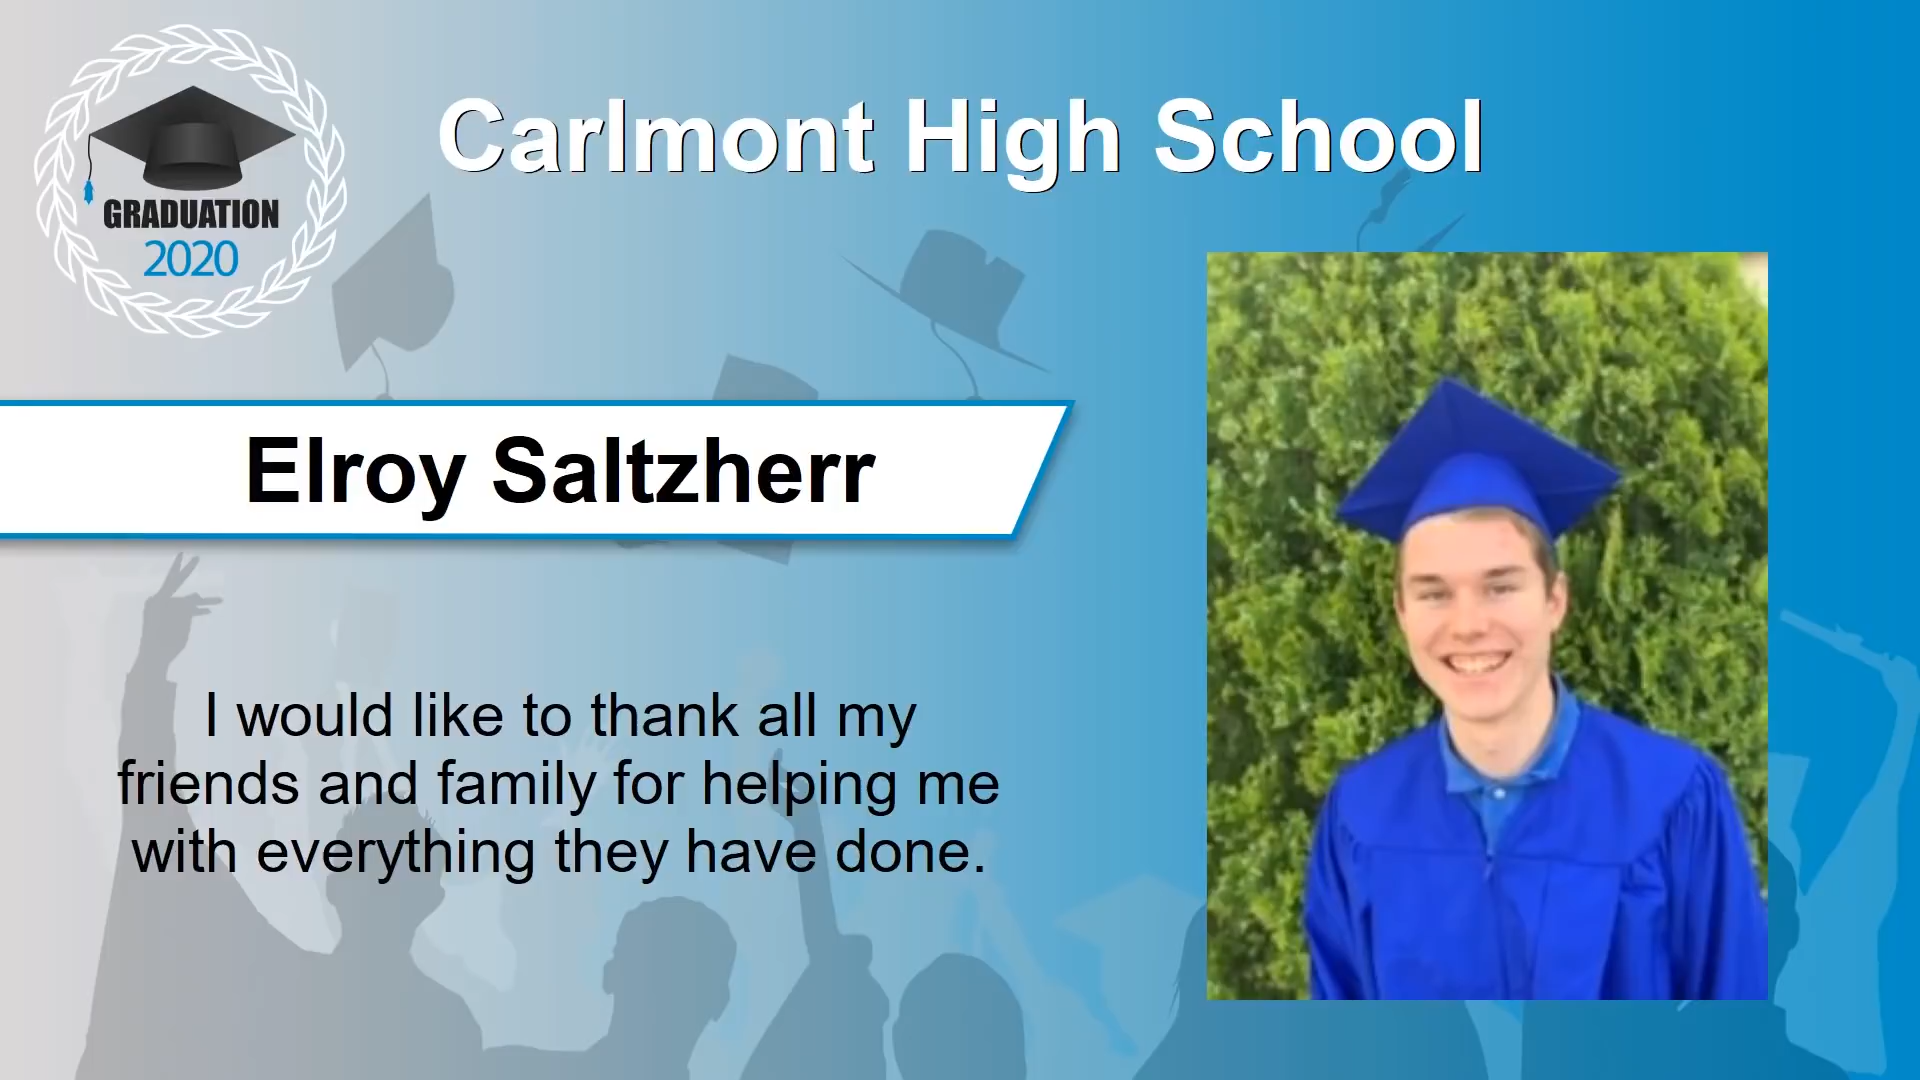 GRADUATION
2020
Carlmont High School
Elroy Saltzherr
I would like to thank all my
friends and family for helping me
with everything they have done.